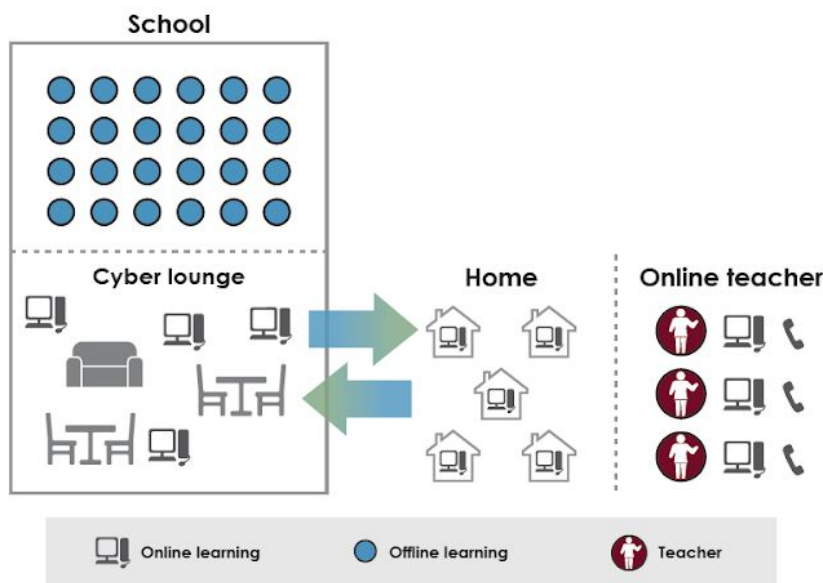 School
Cyber lounge
Home
Online teacher
Online learning
Offline learning
Teacher